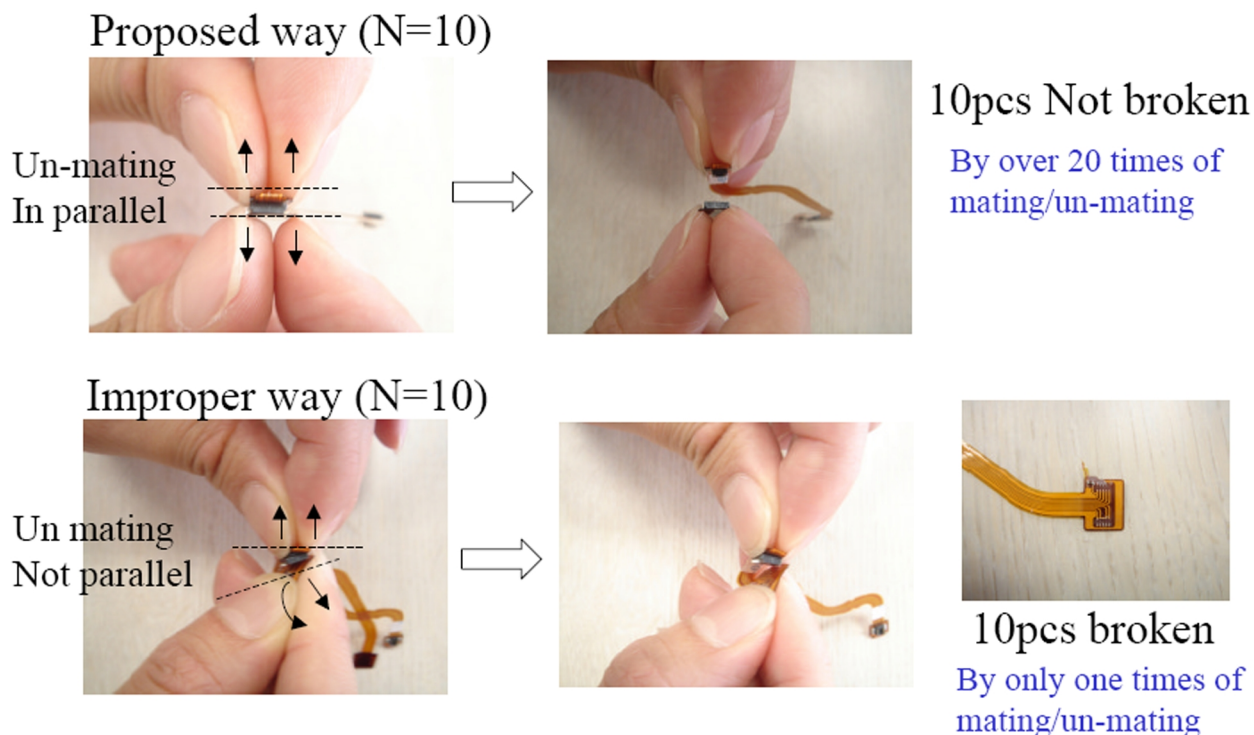 Proposed way (N=10)
Un-mating
In parallel
10pcs Not broken
By over 20 times of
mating/un-mating
Improper way (N=10)
Un mating
Not parallel
10pcs broken
By only one times of
mating/un-mating